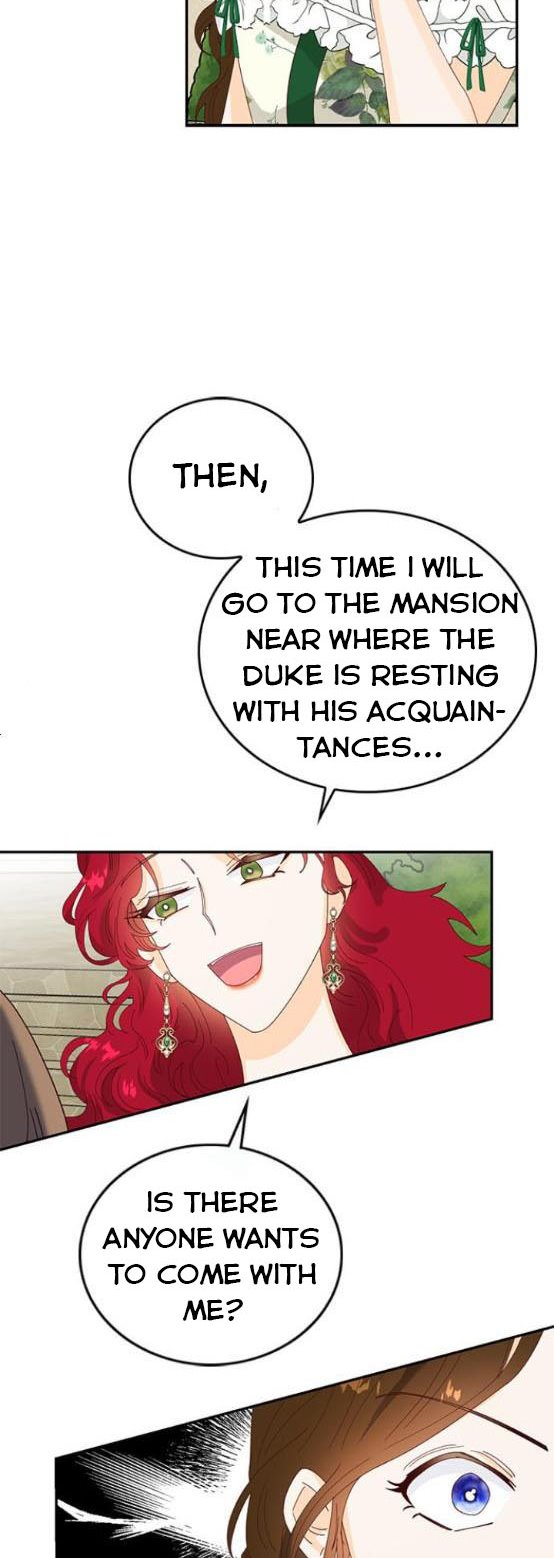 THEN,
THIS TIME I WILL
GO TO THE MANSION
NEAR WHERE THE
DUKE IS RESTING
WITH HIS ACQUAIN-
TANCES...
IS THERE
ANYONE WANTS
TO COME WITH
ME?